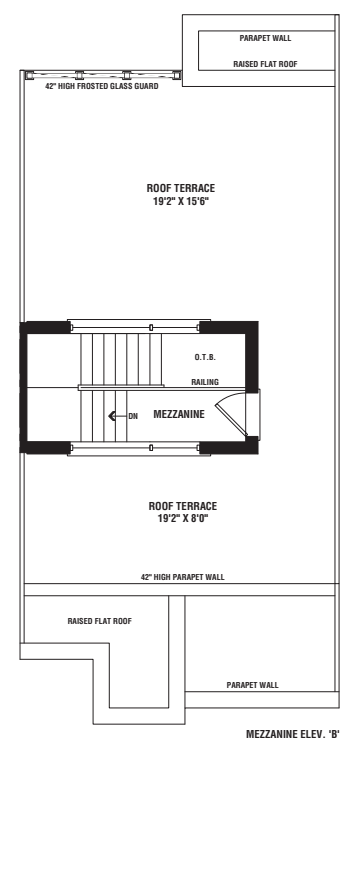 PARAPET WALL
RAISED FLAT ROOF
42" HIGH FROSTED GLASS GUARD
ROOF TERRACE
19'2" X 15'6"
O.T.B.
RAILING
DN
MEZZANINE
ROOF TERRACE
19'2" X 8'0"
42" HIGH PARAPET WALL
RAISED FLAT ROOF
PARAPET WALL
MEZZANINE ELEV. 'B'